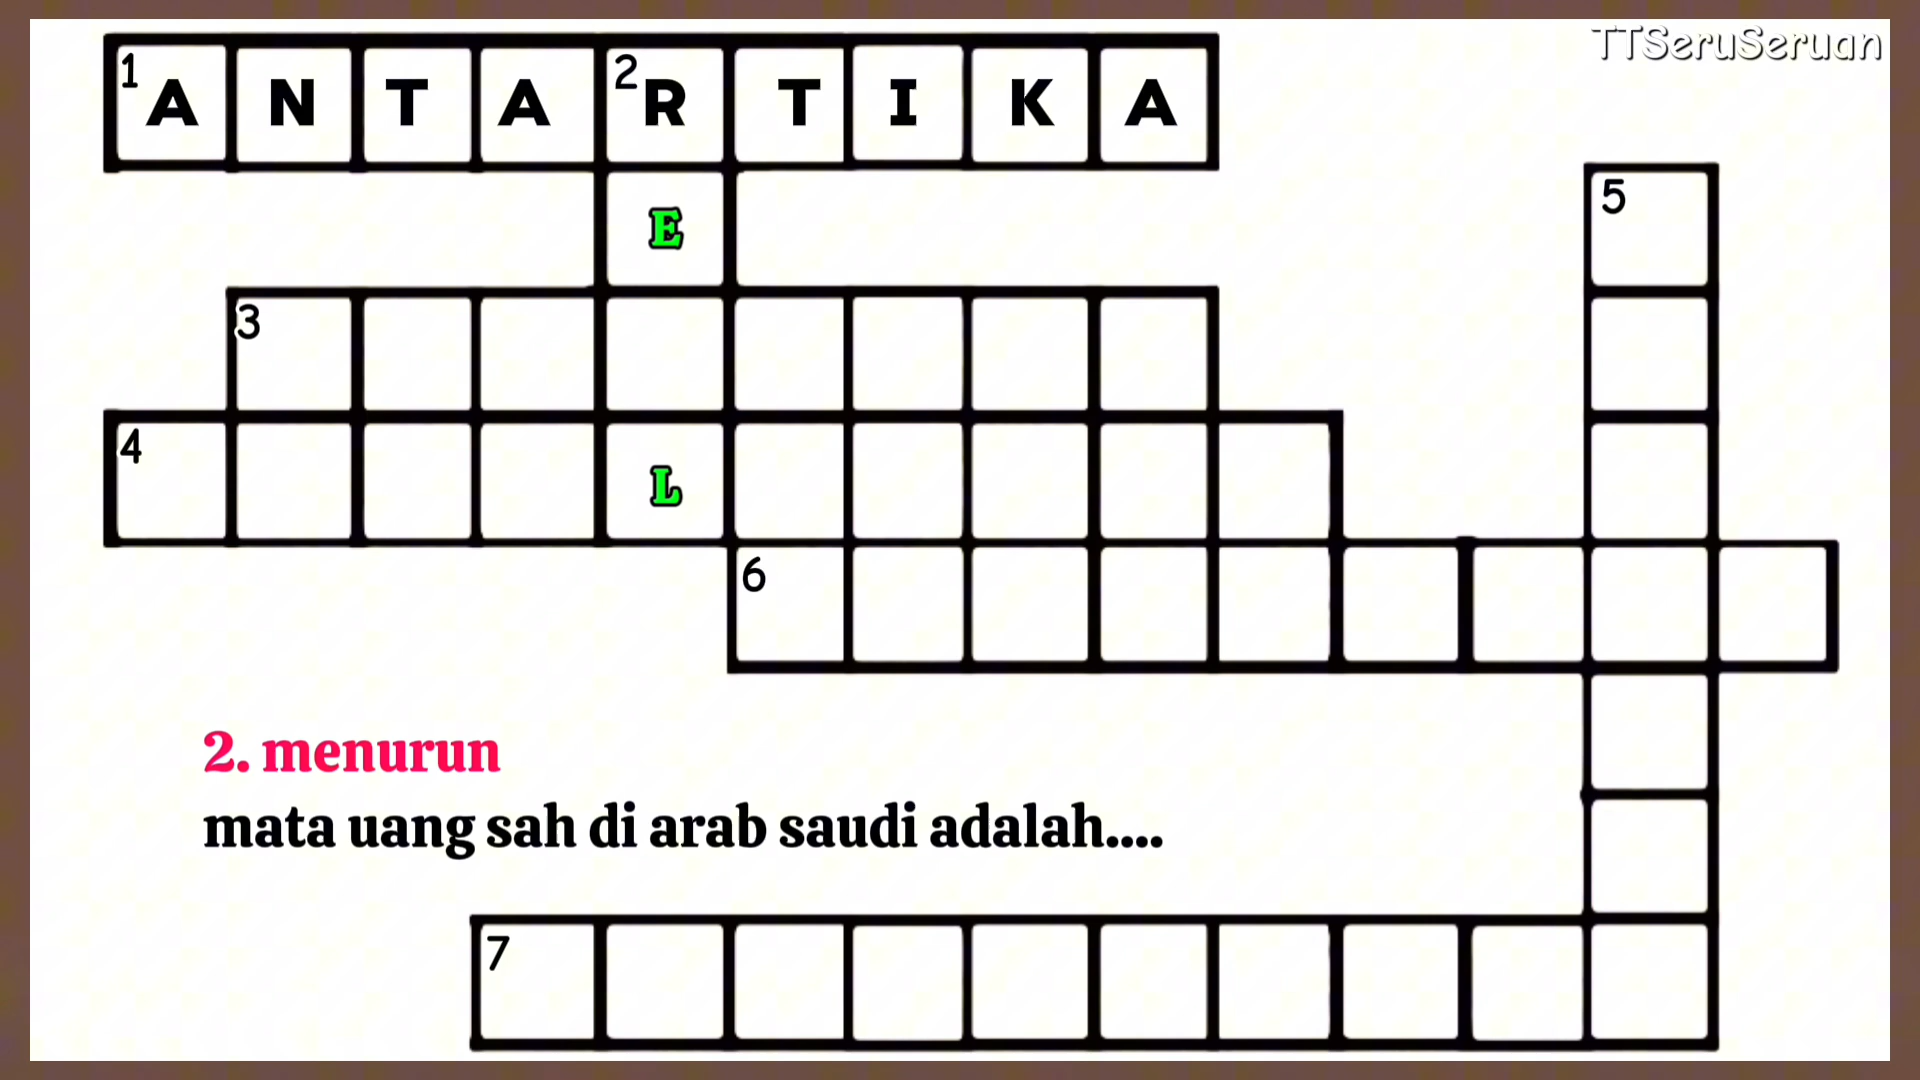 TTSeruSeruan
1 A N T A 2 R T I K A
5
E
3
4 L
6
2. menurun
mata uang sah di arab saudi adalah....
7